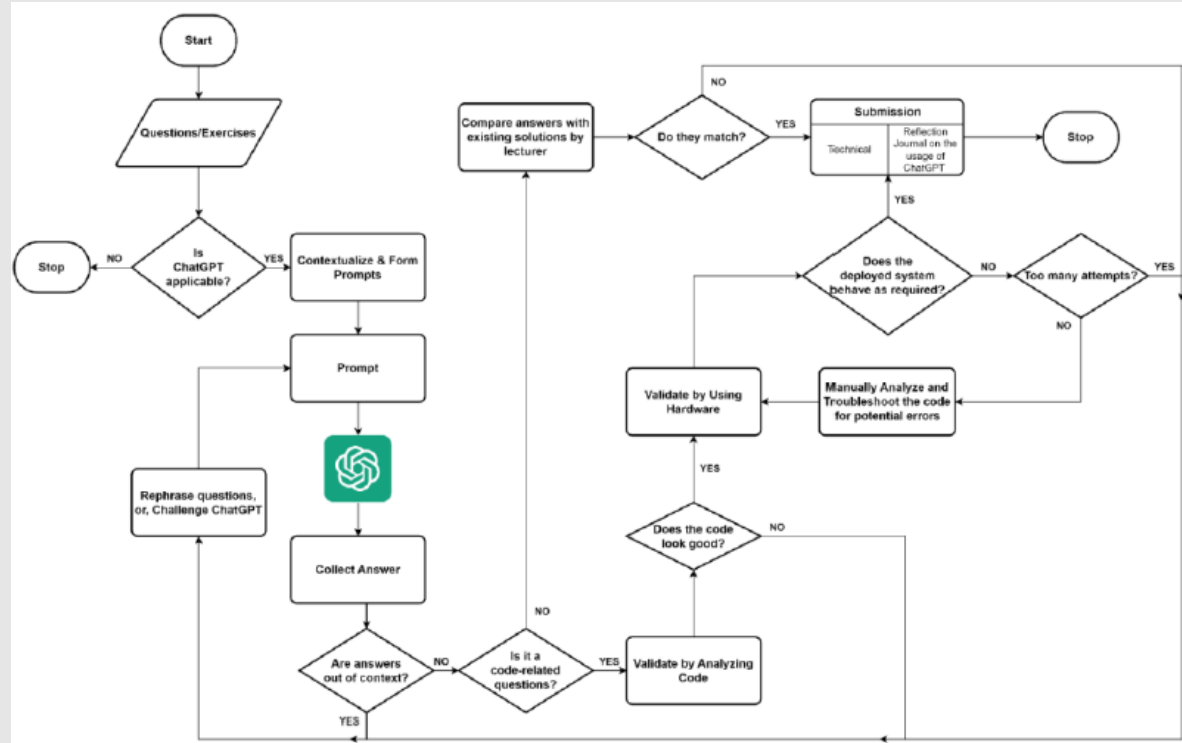 Start
Questions/Exercises
Is
ChatGPT
applicable?
NO
Stop
YES
Contextualize & Form
Prompts
Prompt
Rephrase questions,
or, Challenge ChatGPT
Collect Answer
Are answers
out of context?
YES
NO
Is it a
code-related
questions?
NO
YES
Validate by Analyzing
Code
Does the code
look good?
NO
YES
Validate by Using
Hardware
Manually Analyze and
Troubleshoot the code
for potential errors
Does the
deployed system
behave as required?
NO
Too many attempts?
YES
NO
YES
Compare answers with
existing solutions by
lecturer
Do they match?
NO
YES
Submission
Technical
Reflection
Journal on the
usage of
ChatGPT
Stop